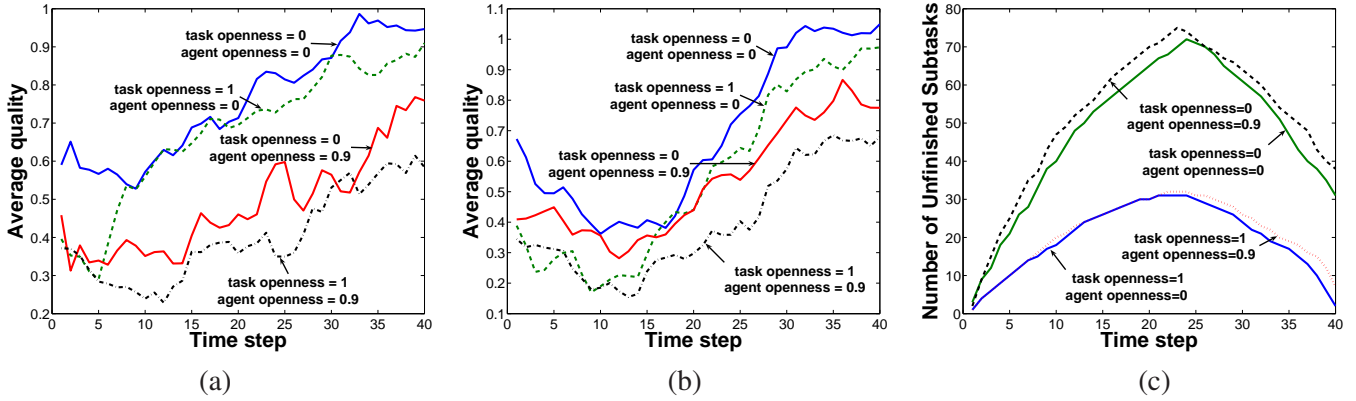 1
0.9
0.8
0.7
0.6
0.5
0.4
0.3
0.2
0
5
10
15
20
25
30
35
40
Average quality
Time step
task openness = 0
agent openness = 0
task openness = 1
agent openness = 0
task openness = 0
agent openness = 0.9
task openness = 1
agent openness = 0.9
(a)
1.1
1
0.9
0.8
0.7
0.6
0.5
0.4
0.3
0.2
0.1
0
5
10
15
20
25
30
35
40
Average quality
Time step
task openness = 0
agent openness = 0
task openness = 1
agent openness = 0
task openness = 0
agent openness = 0.9
task openness = 1
agent openness = 0.9
(b)
80
70
60
50
40
30
20
10
0
0
5
10
15
20
25
30
35
40
Number of Unfinished Subtasks
Time step
task openness=0
agent openness=0.9
task openness=0
agent openness=0
task openness=1
agent openness=0.9
task openness=1
agent openness=0
(c)